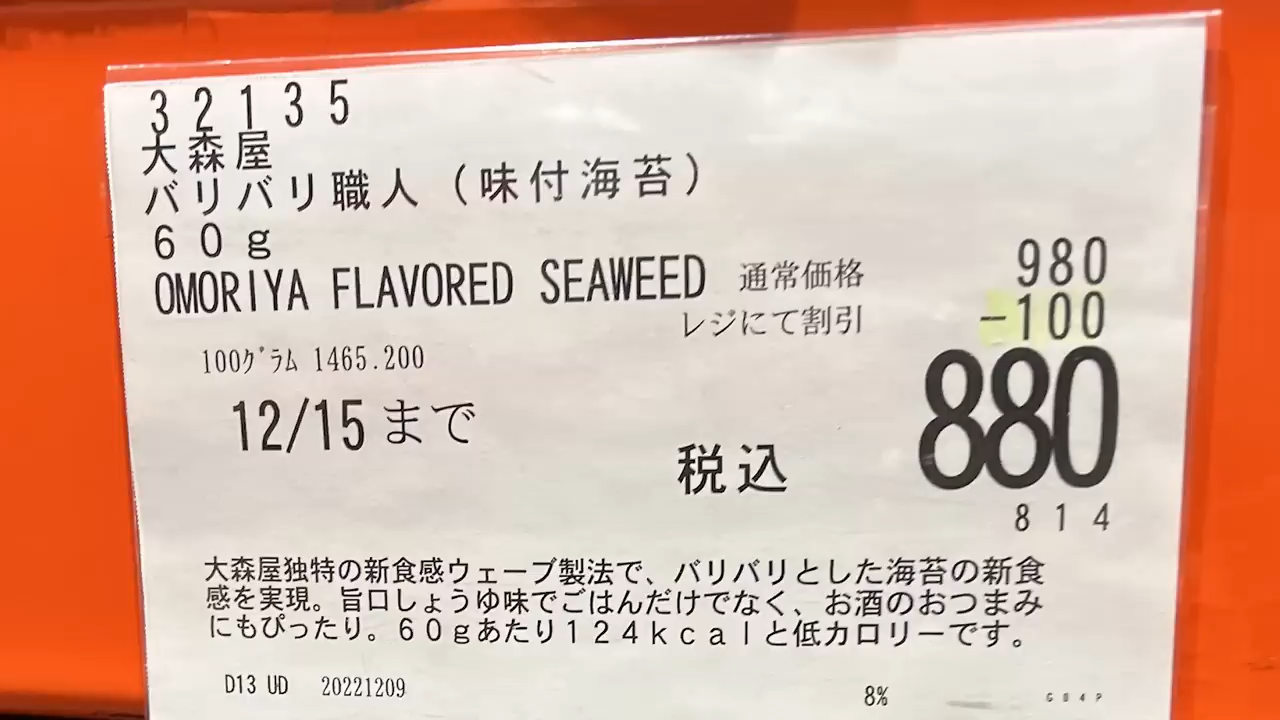 32135
大森屋
バリバリ職人(味付海苔)
60g
OMORIYA FLAVORED SEAWEED
通常価格 980
レジにて割引 -100
880
100グラム 1465.200
12/15まで
税込
814
大森屋独特の新食感ウェーブ製法で、バリバリとした海苔の新食
感を実現。旨口しょうゆ味でごはんだけでなく、お酒のおつまみ
にもぴったり。60gあたり124kcalと低カロリーです。
D13 UD 20221209
8%